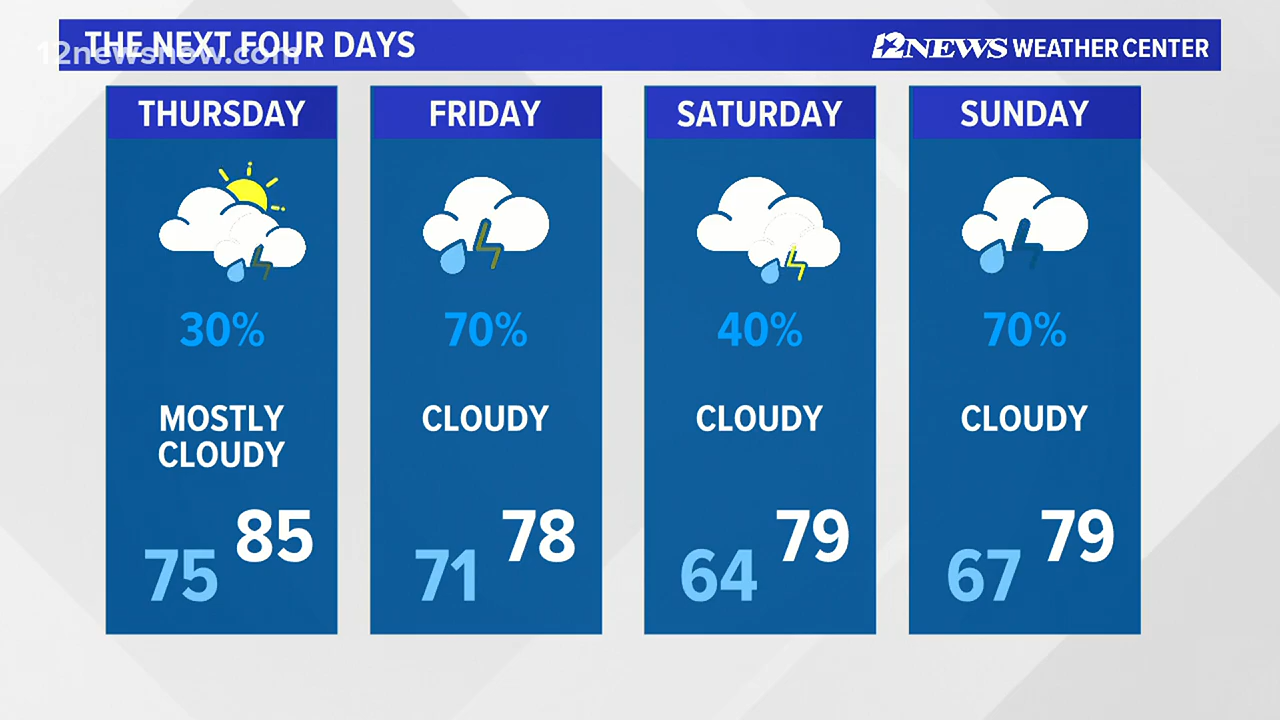 THE NEXT FOUR DAYS
12newsnow.com
12NEWS WEATHER CENTER
THURSDAY
30%
MOSTLY
CLOUDY
75 85
FRIDAY
70%
CLOUDY
71 78
SATURDAY
40%
CLOUDY
64 79
SUNDAY
70%
CLOUDY
67 79